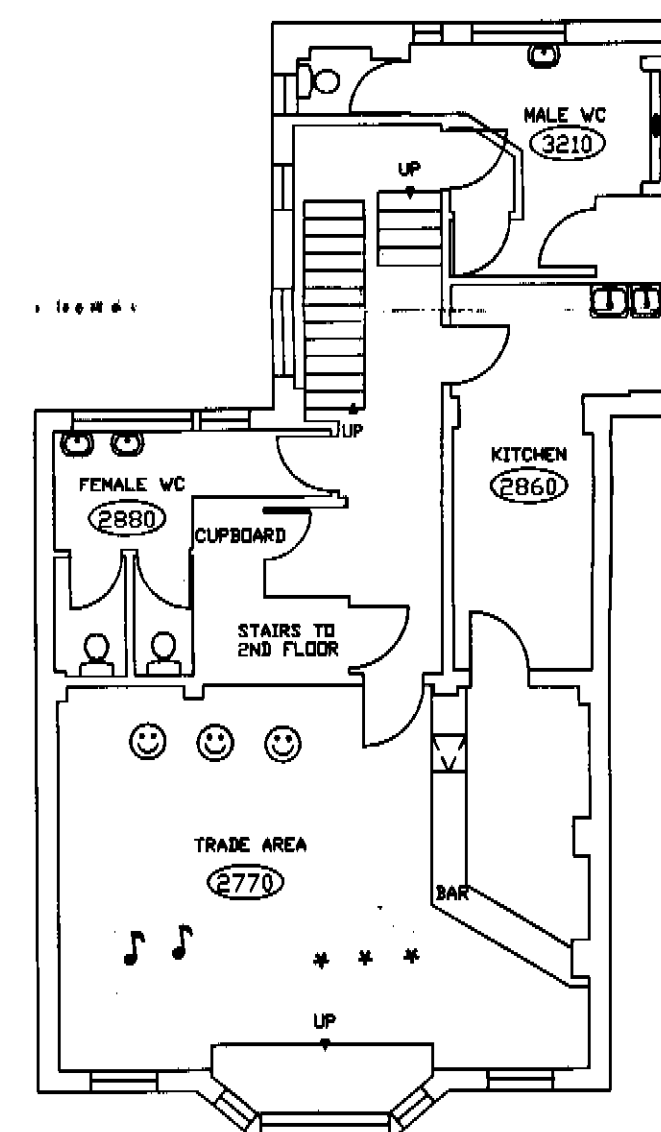 MALE WC
3210
UP
UP
KITCHEN
2860
FEMALE WC
2880
CUPBOARD
STAIRS TO
2ND FLOOR
TRADE AREA
2770
BAR
UP